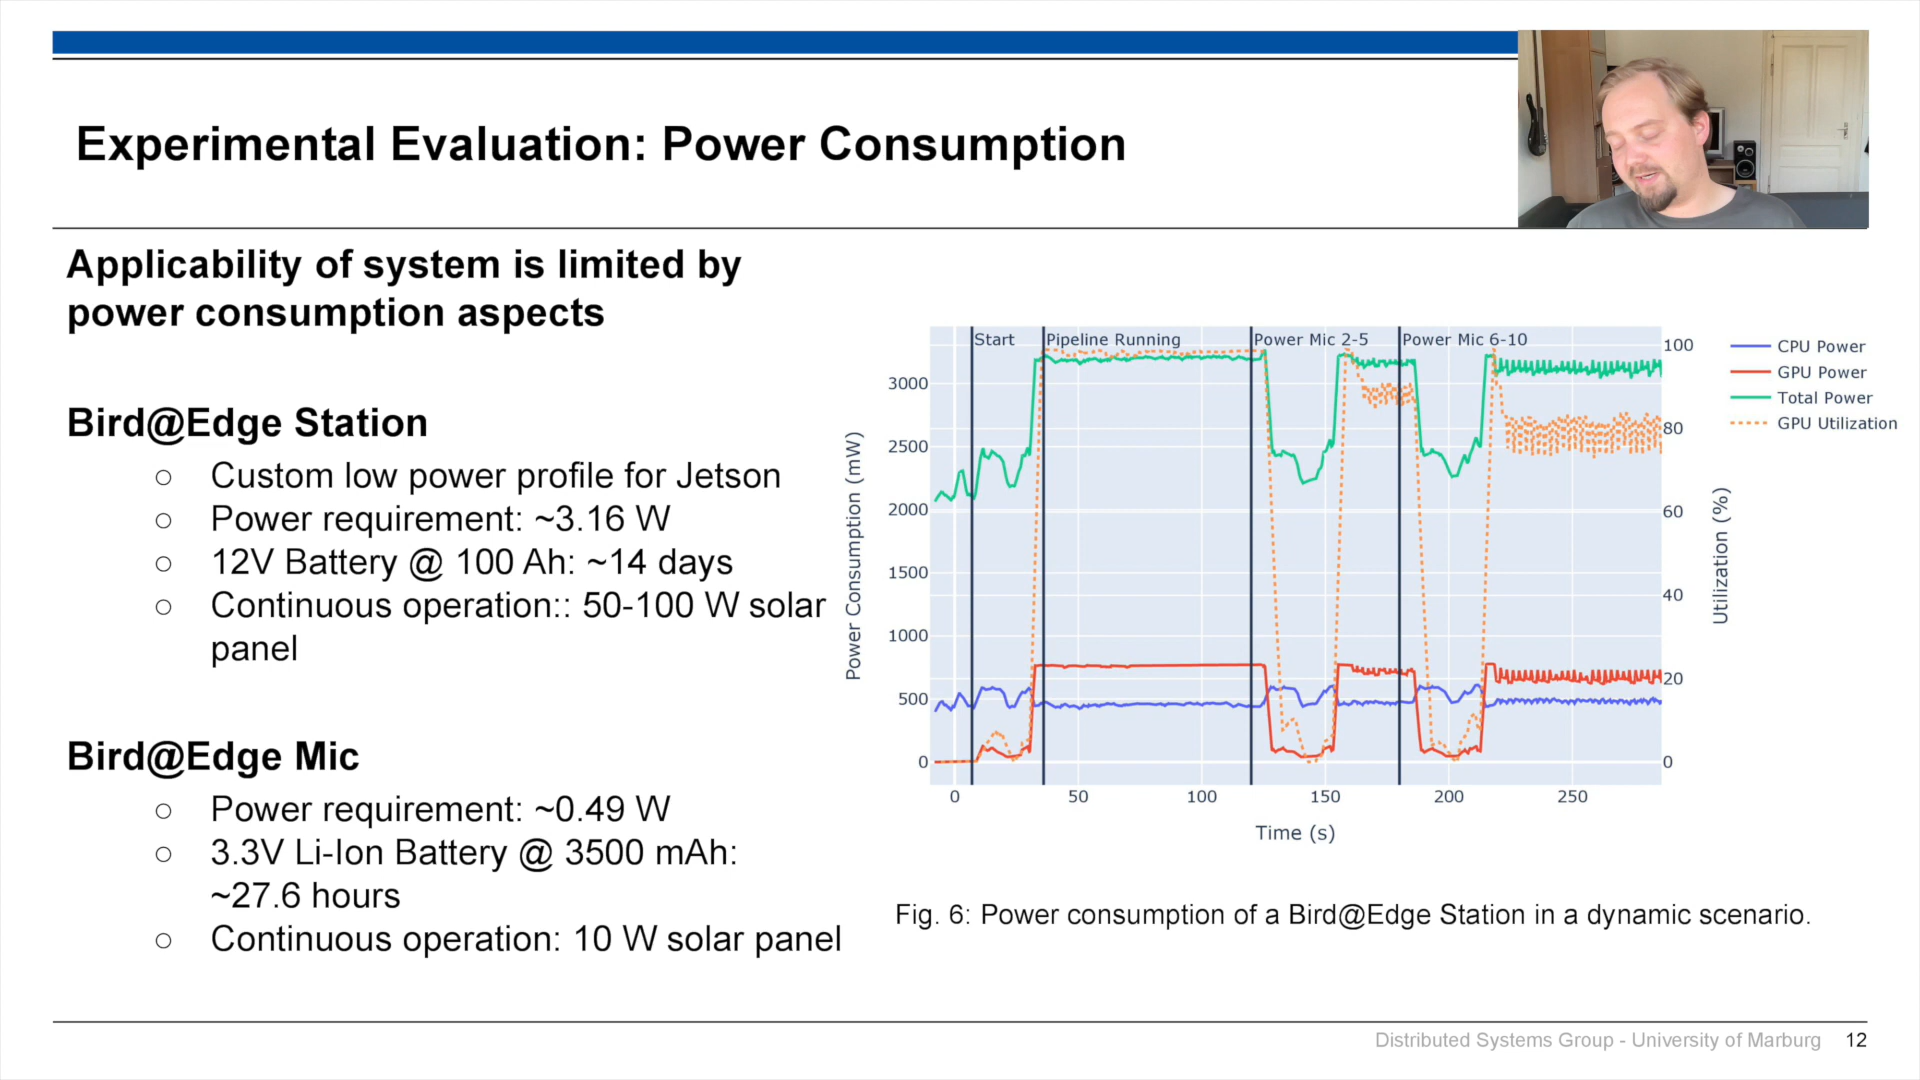 Experimental Evaluation: Power Consumption
Applicability of system is limited by
power consumption aspects
Bird@Edge Station
○ Custom low power profile for Jetson
○ Power requirement: ~3.16 W
○ 12V Battery @ 100 Ah: ~14 days
○ Continuous operation:: 50-100 W solar
panel
Bird@Edge Mic
○ Power requirement: ~0.49 W
○ 3.3V Li-Ion Battery @ 3500 mAh:
~27.6 hours
○ Continuous operation: 10 W solar panel
Start
Pipeline Running
Power Mic 2-5
Power Mic 6-10
Power Consumption (mW)
3000
2500
2000
1500
1000
500
0
100
80
60
40
20
0
Utilization (%)
0 50 100 150 200 250
Time (s)
CPU Power
GPU Power
Total Power
GPU Utilization
Fig. 6: Power consumption of a Bird@Edge Station in a dynamic scenario.
Distributed Systems Group - University of Marburg 12